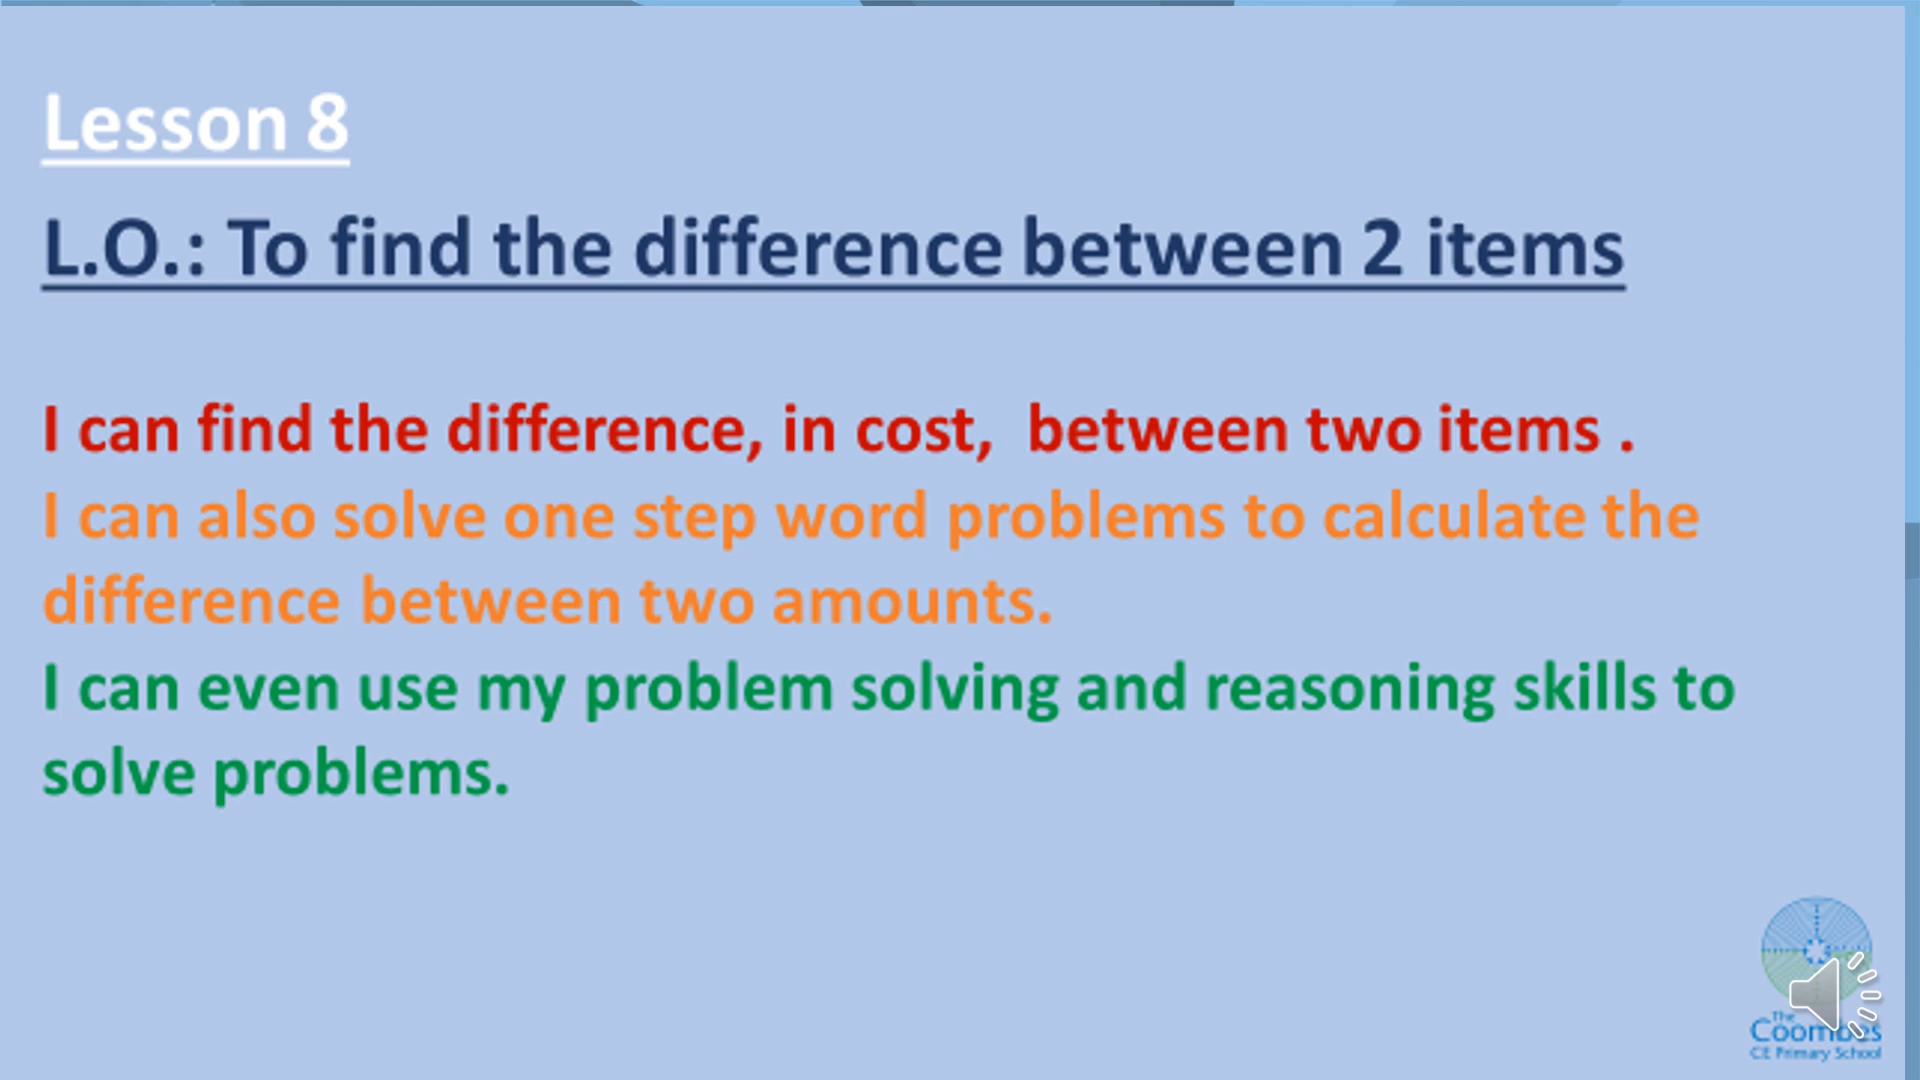 Lesson 8
L.O.: To find the difference between 2 items
I can find the difference, in cost,  between two items .
I can also solve one step word problems to calculate the
difference between two amounts.
I can even use my problem solving and reasoning skills to
solve problems.
The
Coombes
CE Primary School